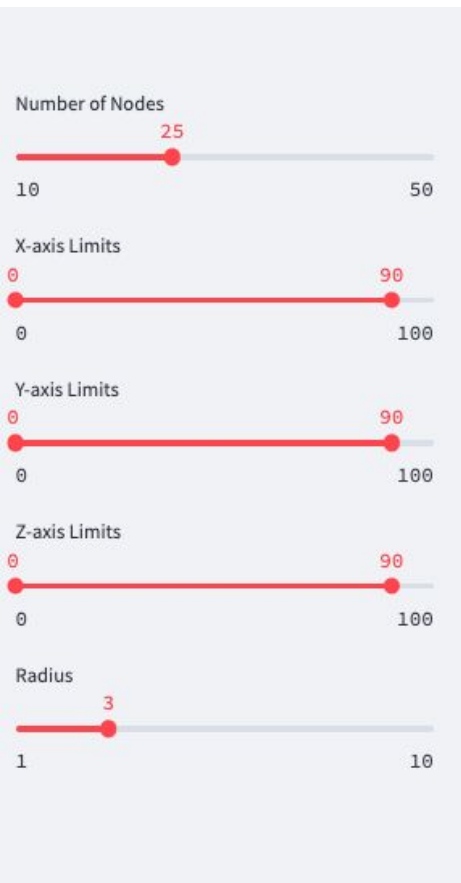 Number of Nodes
25
10 50
X-axis Limits
0 90
0 100
Y-axis Limits
0 90
0 100
Z-axis Limits
0 90
0 100
Radius
3
1 10